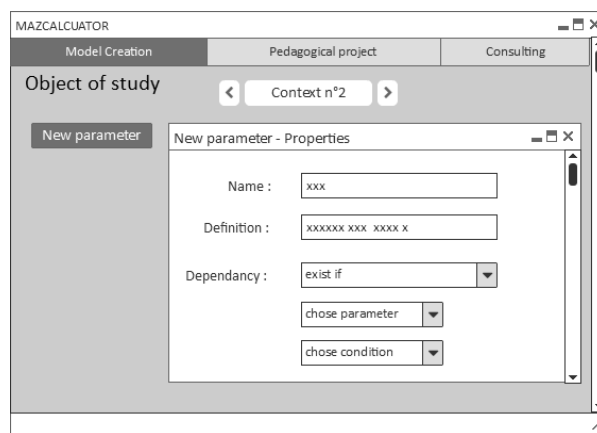 MAZCALCUATOR
Model Creation
Pedagogical project
Consulting
Object of study
Context n°2
New parameter
New parameter - Properties
Name :
xxx
Definition :
xxxxxx xxx xxxx x
Dependancy :
exist if
chose parameter
chose condition